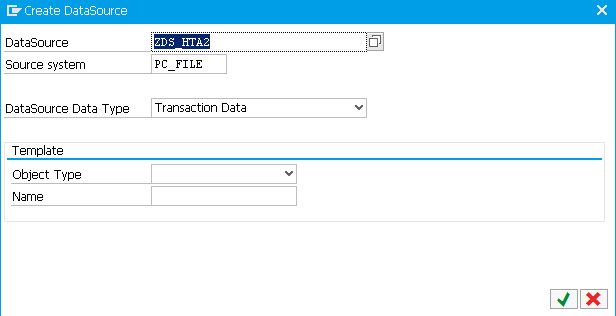 Create DataSource
DataSource ZDS_HTA2
Source system PC_FILE
DataSource Data Type Transaction Data
Template
Object Type
Name